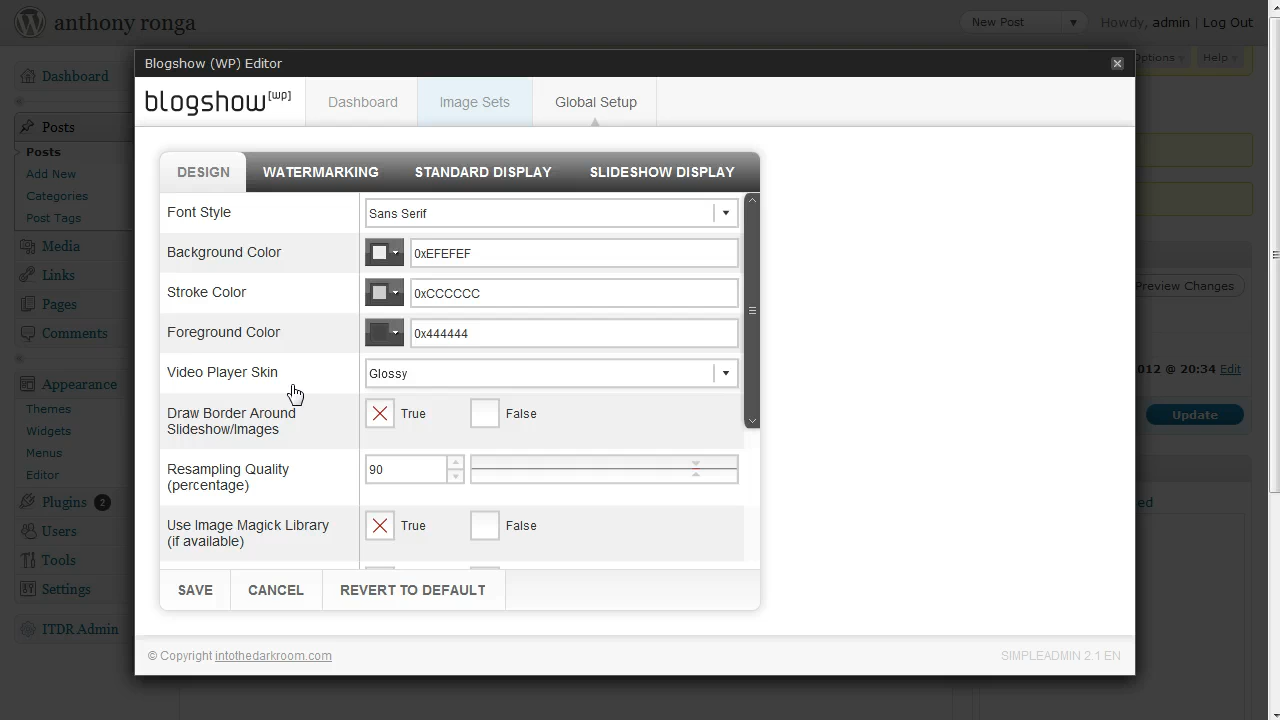 anthony ronga
New Post
Howdy, admin | Log Out
Blogshow (WP) Editor
Options
Help
Dashboard
blogshow[wp]
Dashboard
Image Sets
Global Setup
Posts
Posts
Add New
Categories
Post Tags
Media
Links
Pages
Comments
Appearance
Themes
Widgets
Menus
Editor
Plugins 2
Users
Tools
Settings
ITDR Admin
DESIGN
WATERMARKING
STANDARD DISPLAY
SLIDESHOW DISPLAY
Font Style
Sans Serif
Background Color
0xEFEFEF
Stroke Color
0xCCCCCC
Foreground Color
0x444444
Video Player Skin
Glossy
Draw Border Around
Slideshow/Images
True
False
Resampling Quality
(percentage)
90
Use Image Magick Library
(if available)
True
False
SAVE
CANCEL
REVERT TO DEFAULT
Preview Changes
012 @ 20:34 Edit
Update
ed
© Copyright intothedarkroom.com
SIMPLEADMIN 2.1 EN